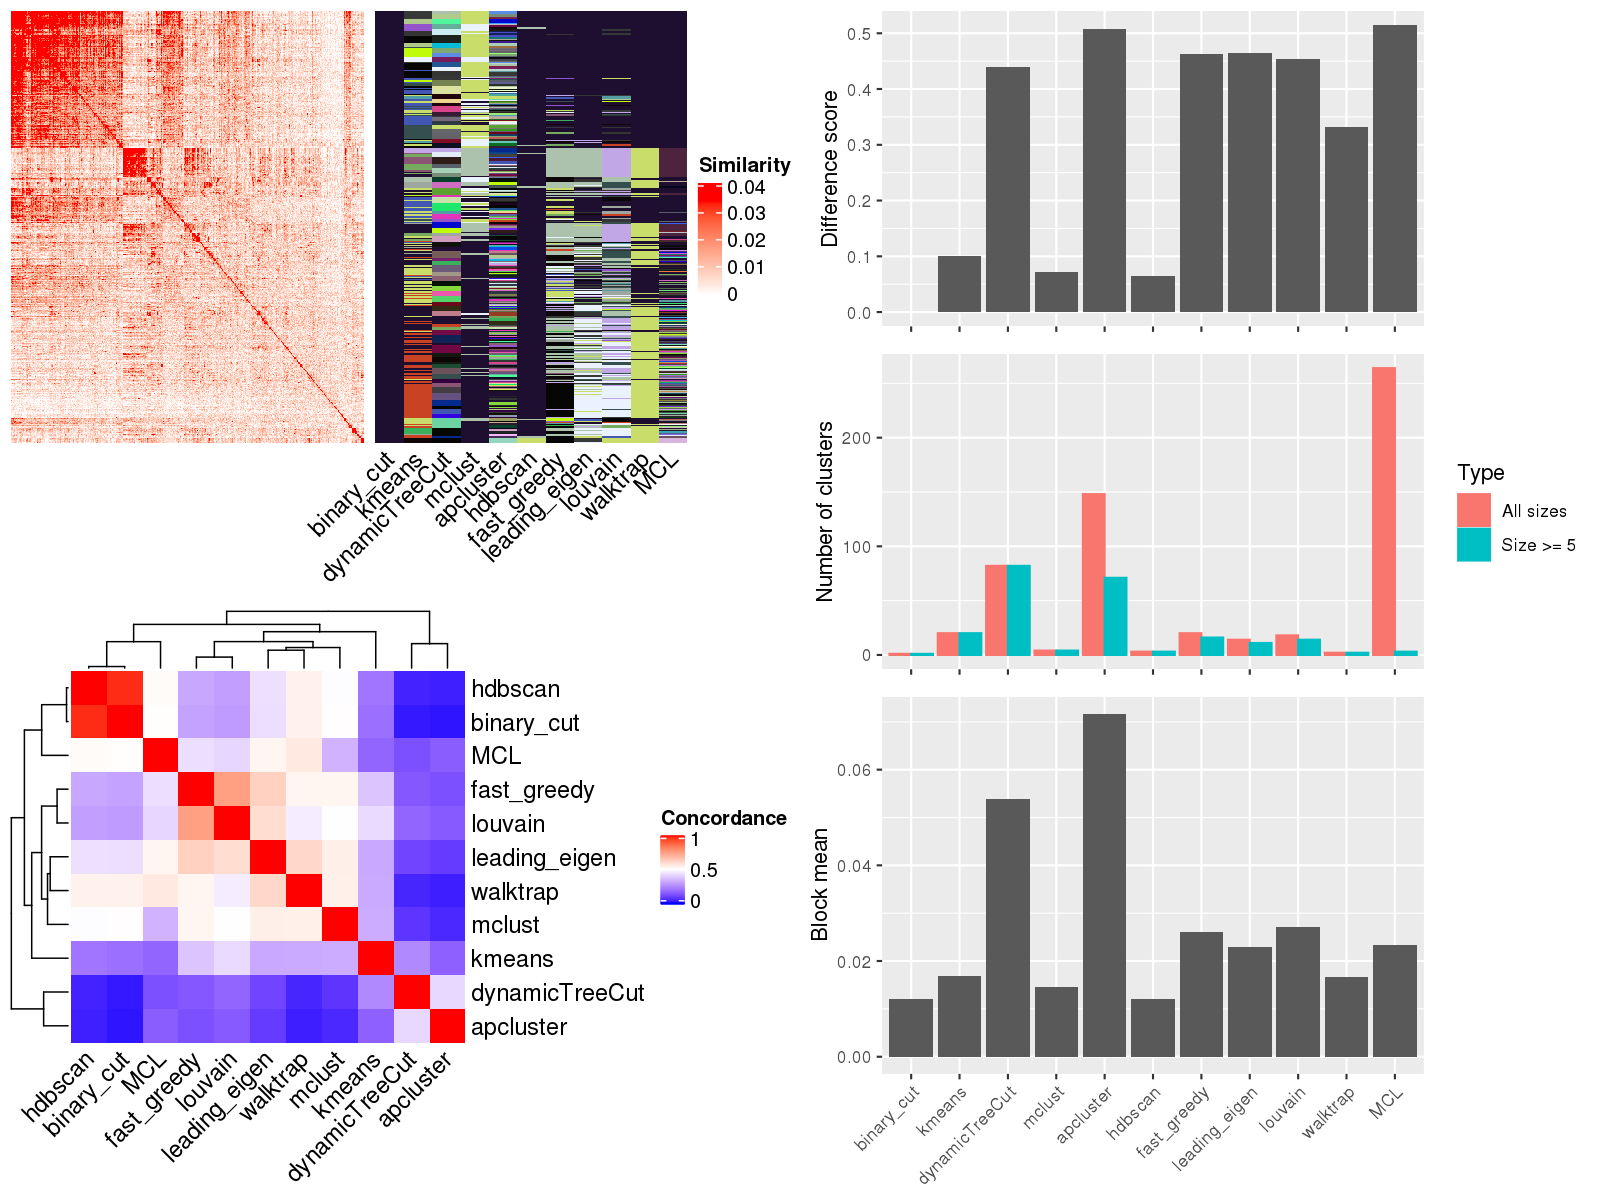 Similarity
0.04
0.03
0.02
0.01
0
binary_cut
kmeans
dynamicTreeCut
mclust
apcluster
hdbscan
fast_greedy
leading_eigen
louvain
walktrap
MCL
hdbscan
binary_cut
MCL
fast_greedy
louvain
leading_eigen
walktrap
mclust
kmeans
dynamicTreeCut
apcluster
hdbscan
binary_cut
MCL
fast_greedy
louvain
leading_eigen
walktrap
mclust
kmeans
dynamicTreeCut
apcluster
Concordance
1
0.5
0
Difference score
0.5
0.4
0.3
0.2
0.1
0.0
Number of clusters
200
100
0
Type
All sizes
Size >= 5
Block mean
0.06
0.04
0.02
0.00
binary_cut
kmeans
dynamicTreeCut
mclust
apcluster
hdbscan
fast_greedy
leading_eigen
louvain
walktrap
MCL